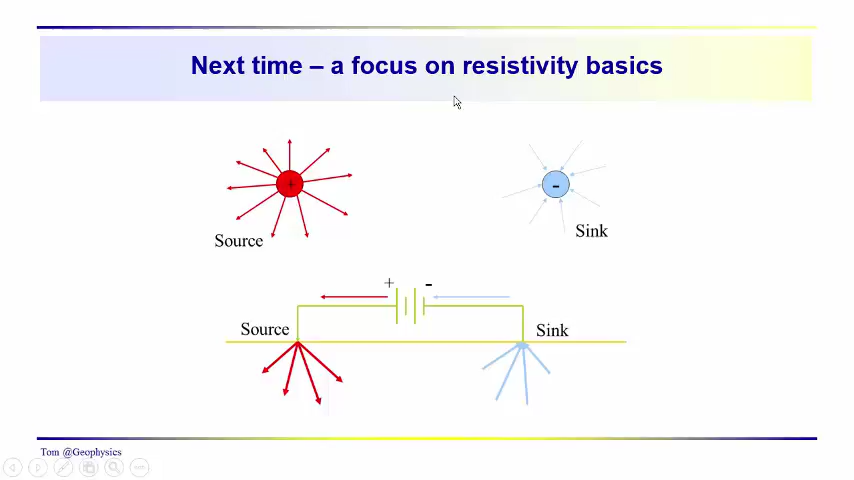 Next time – a focus on resistivity basics
+
-
Source
Sink
+
-
Source
Sink
Tom @Geophysics